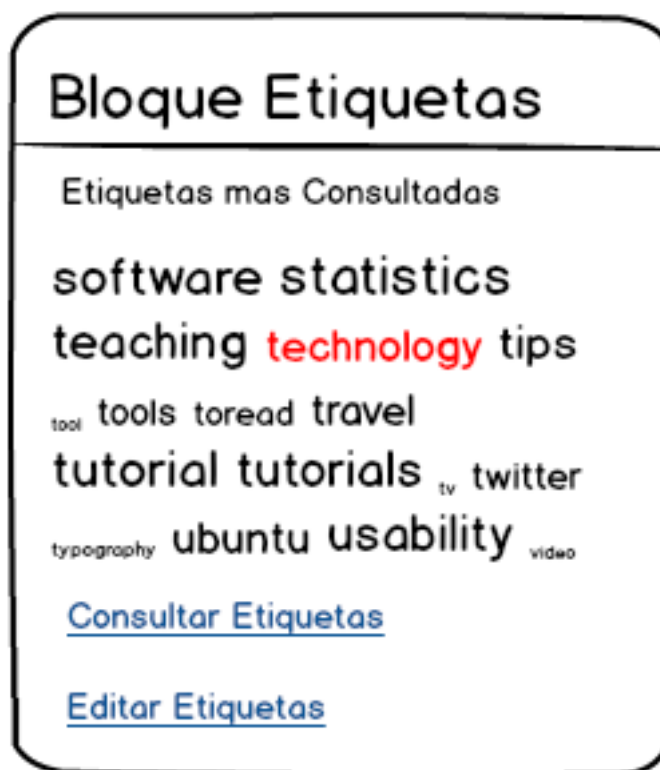 Bloque Etiquetas
Etiquetas mas Consultadas
software statistics
teaching technology tips
tool tools toread travel
tutorial tutorials tv twitter
typography ubuntu usability video
Consultar Etiquetas
Editar Etiquetas